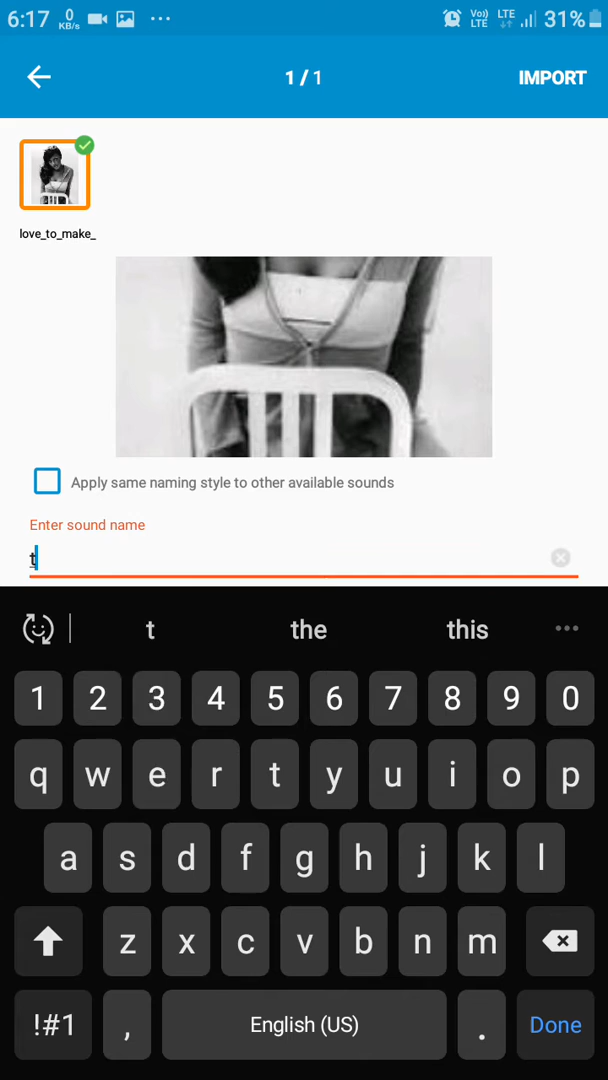 6:17 0 KB/s ... Vo)) LTE LTE 31%
1 / 1 IMPORT
love_to_make_
Apply same naming style to other available sounds
Enter sound name
t
t the this ...
1 2 3 4 5 6 7 8 9 0
q w e r t y u i o p
a s d f g h j k l
z x c v b n m
!#1 , English (US) . Done